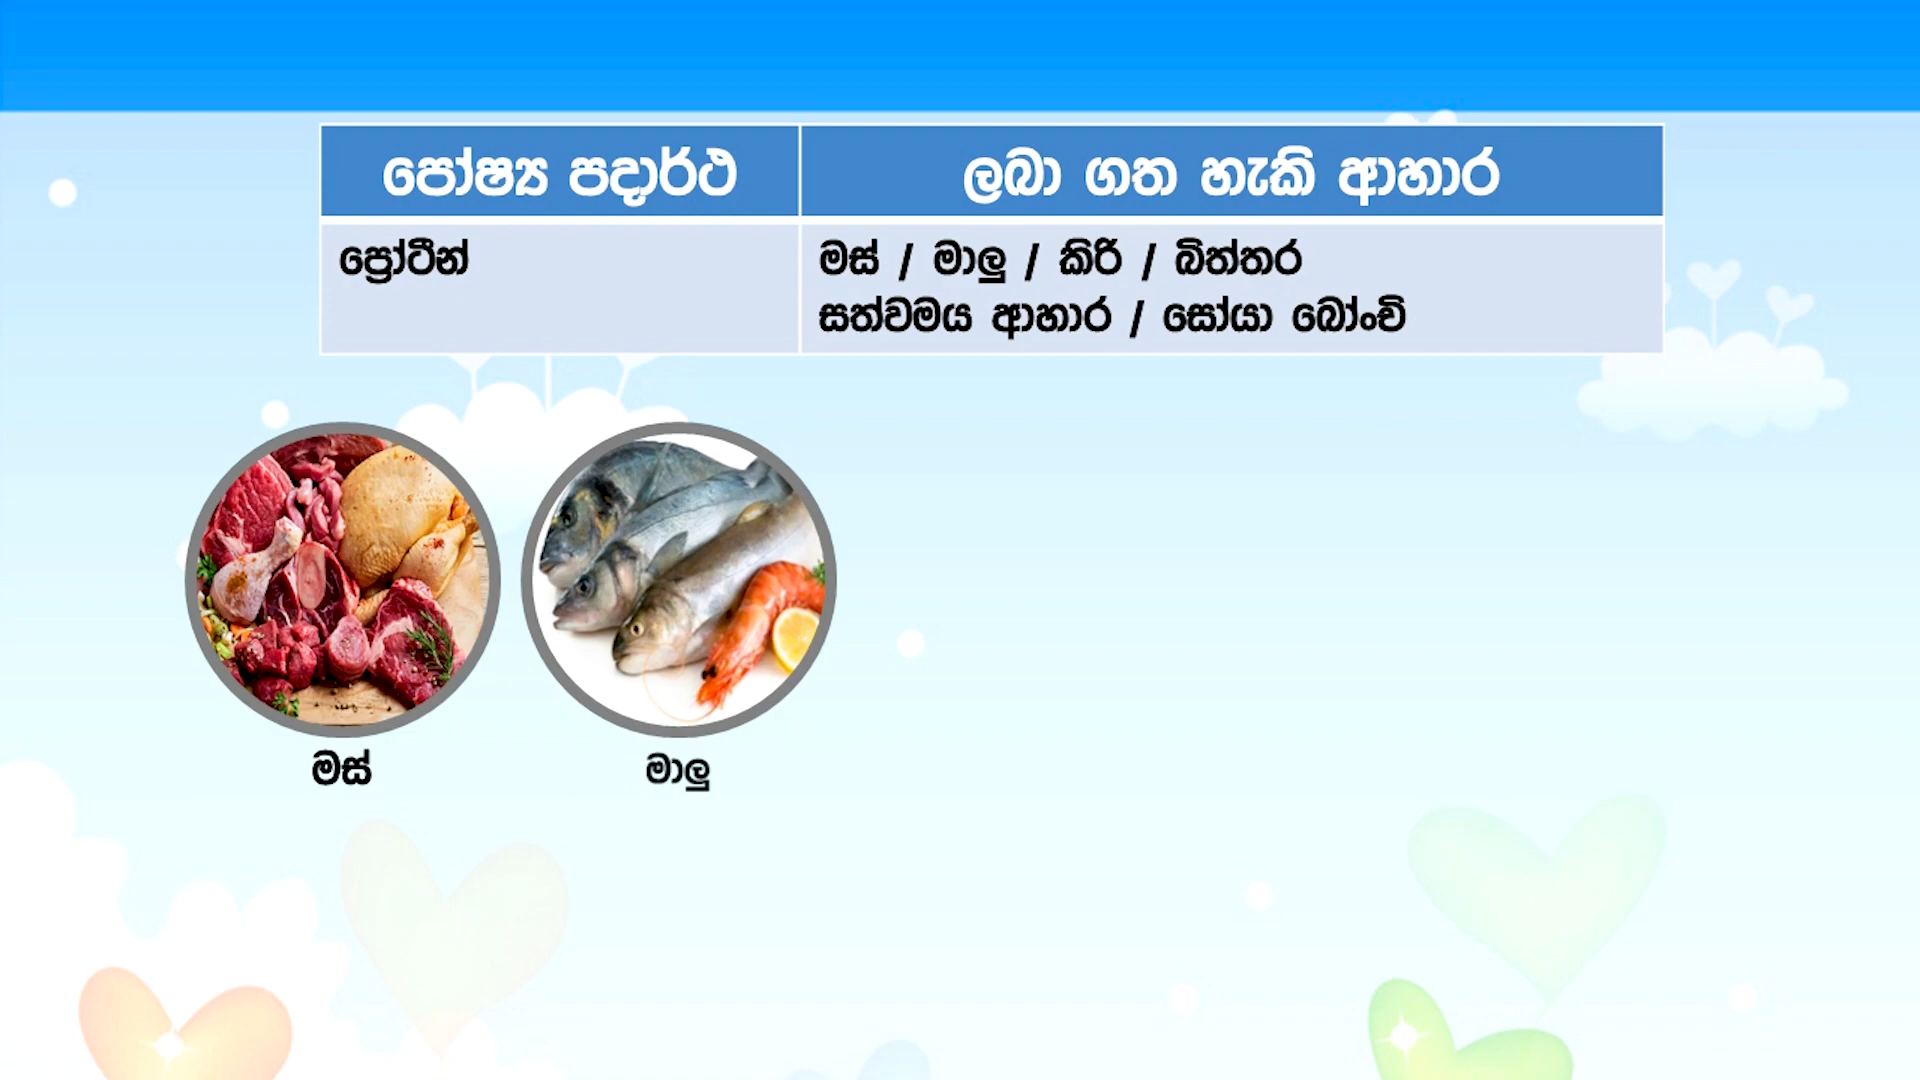 පෝෂ්‍ය පදාර්ථ
ලබා ගත හැකි ආහාර
ප්‍රෝටීන්
මස් / මාලු / කිරි / බිත්තර
සත්වමය ආහාර / සෝයා බෝංචි
මස්
මාලු